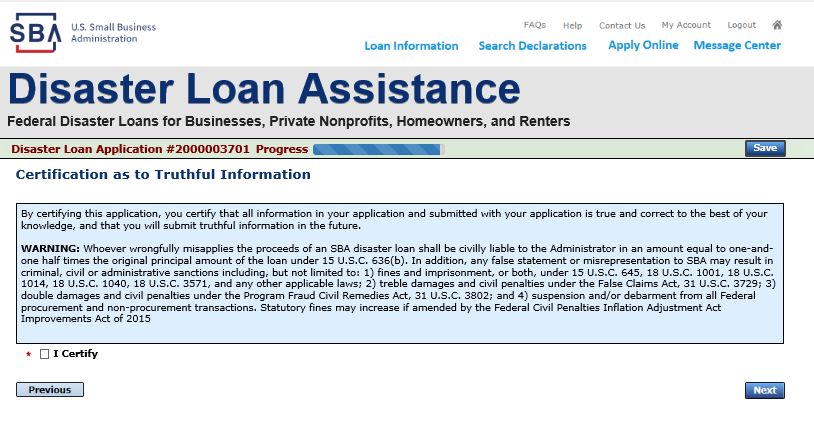 SBA U.S. Small Business Administration
FAQs Help Contact Us My Account Logout
Loan Information Search Declarations Apply Online Message Center
Disaster Loan Assistance
Federal Disaster Loans for Businesses, Private Nonprofits, Homeowners, and Renters
Disaster Loan Application #2000003701 Progress Save
Certification as to Truthful Information
By certifying this application, you certify that all information in your application and submitted with your application is true and correct to the best of your
knowledge, and that you will submit truthful information in the future.
WARNING: Whoever wrongfully misapplies the proceeds of an SBA disaster loan shall be civilly liable to the Administrator in an amount equal to one-and-
one half times the original principal amount of the loan under 15 U.S.C. 636(b). In addition, any false statement or misrepresentation to SBA may result in
criminal, civil or administrative sanctions including, but not limited to: 1) fines and imprisonment, or both, under 15 U.S.C. 645, 18 U.S.C. 1001, 18 U.S.C.
1014, 18 U.S.C. 1040, 18 U.S.C. 3571, and any other applicable laws; 2) treble damages and civil penalties under the False Claims Act, 31 U.S.C. 3729; 3)
double damages and civil penalties under the Program Fraud Civil Remedies Act, 31 U.S.C. 3802; and 4) suspension and/or debarment from all Federal
procurement and non-procurement transactions. Statutory fines may increase if amended by the Federal Civil Penalties Inflation Adjustment Act
Improvements Act of 2015
* I Certify
Previous Next